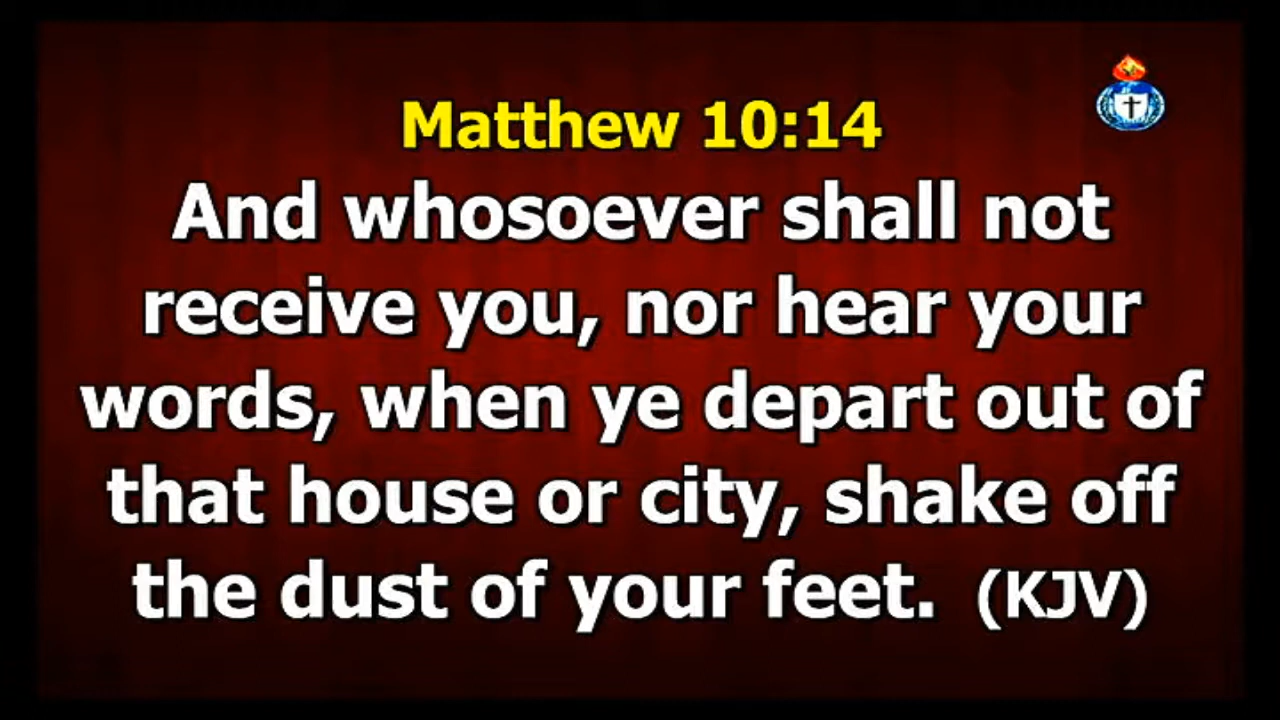 Matthew 10:14
And whosoever shall not
receive you, nor hear your
words, when ye depart out of
that house or city, shake off
the dust of your feet. (KJV)